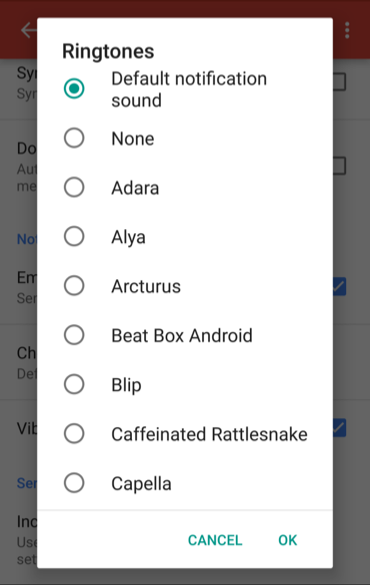 Ringtones
Default notification
sound
None
Adara
Alya
Arcturus
Beat Box Android
Blip
Caffeinated Rattlesnake
Capella
CANCEL OK